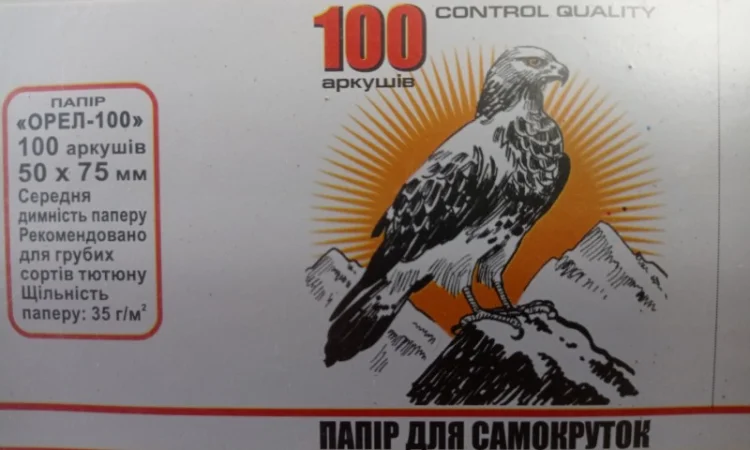 100 CONTROL QUALITY
аркушів
ПАПІР
«ОРЕЛ-100»
100 аркушів
50 х 75 мм
Середня
димність паперу
Рекомендовано
для грубих
сортів тютюну
Щільність
паперу: 35 г/м²
ПАПІР ДЛЯ САМОКРУТОК